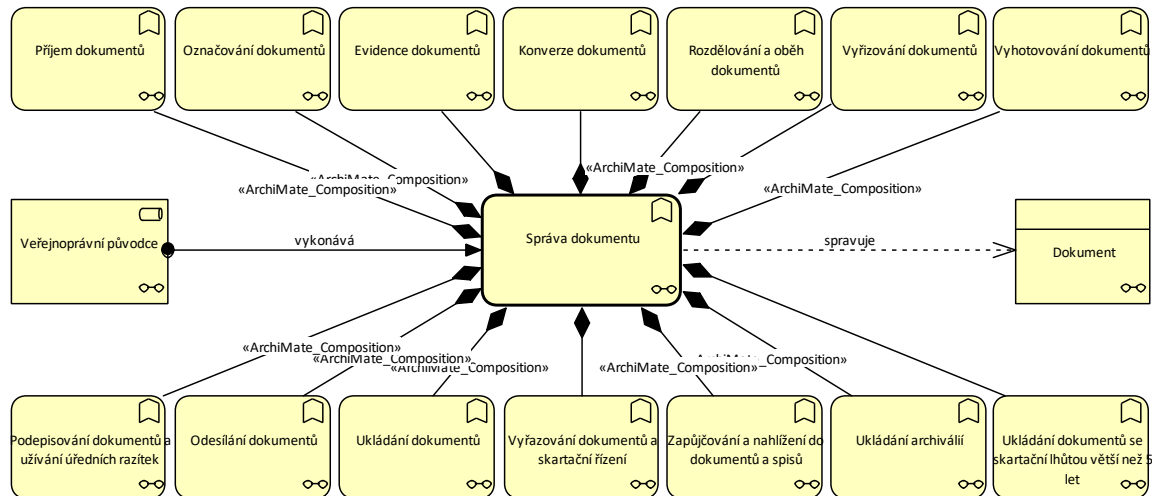 Příjem dokumentů
Označování dokumentů
Evidence dokumentů
Konverze dokumentů
Rozdělování a oběh
dokumentů
Vyřizování dokumentů
Vyhotovování dokumentů
«ArchiMate_Composition»
«ArchiMate_Composition»
«ArchiMate_Composition»
«ArchiMate_Composition»
Veřejnoprávní původce
vykonává
Správa dokumentu
spravuje
Dokument
«ArchiMate_Composition»
«ArchiMate_Composition»
«ArchiMate_Composition»
«ArchiMate_Composition»
«ArchiMate_Composition»
Podepisování dokumentů a
užívání úředních razítek
Odesílání dokumentů
Ukládání dokumentů
Vyřazování dokumentů a
skartační řízení
Zapůjčování a nahlížení do
dokumentů a spisů
Ukládání archiválií
Ukládání dokumentů se
skartační lhůtou větší než 5
let